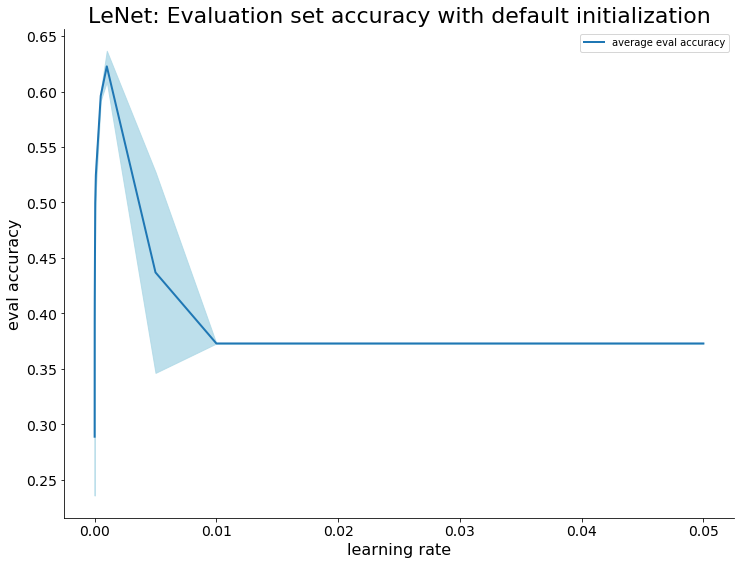 LeNet: Evaluation set accuracy with default initialization
average eval accuracy
0.65
0.60
0.55
0.50
0.45
0.40
0.35
0.30
0.25
eval accuracy
0.00 0.01 0.02 0.03 0.04 0.05
learning rate